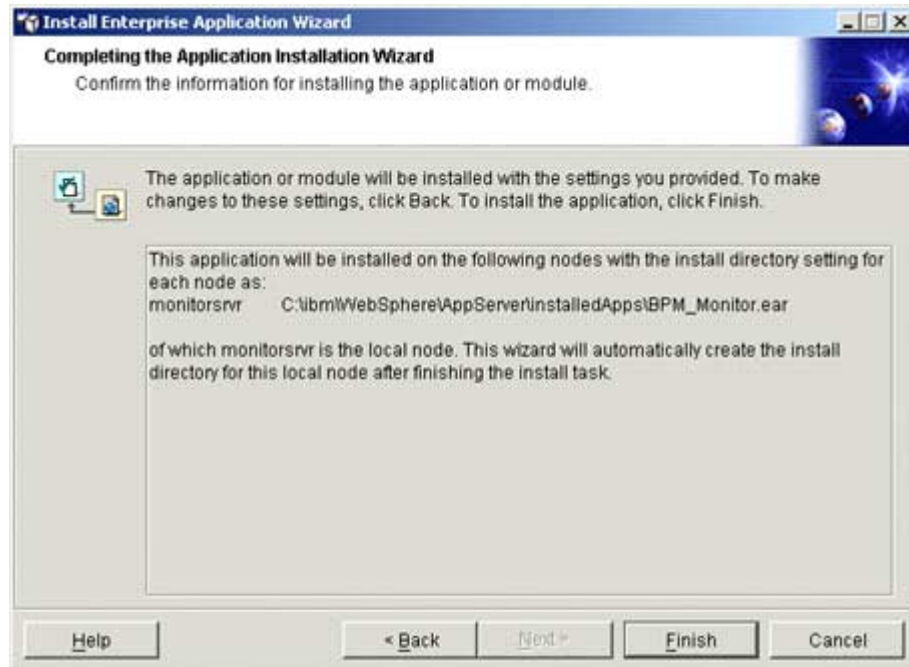 Install Enterprise Application Wizard
Completing the Application Installation Wizard
Confirm the information for installing the application or module.
The application or module will be installed with the settings you provided. To make
changes to these settings, click Back. To install the application, click Finish.
This application will be installed on the following nodes with the install directory setting for
each node as:
monitorsrvr C:\ibm\WebSphere\AppServer\installedApps\BPM_Monitor.ear
of which monitorsrvr is the local node. This wizard will automatically create the install
directory for this local node after finishing the install task.
Help < Back Next > Finish Cancel